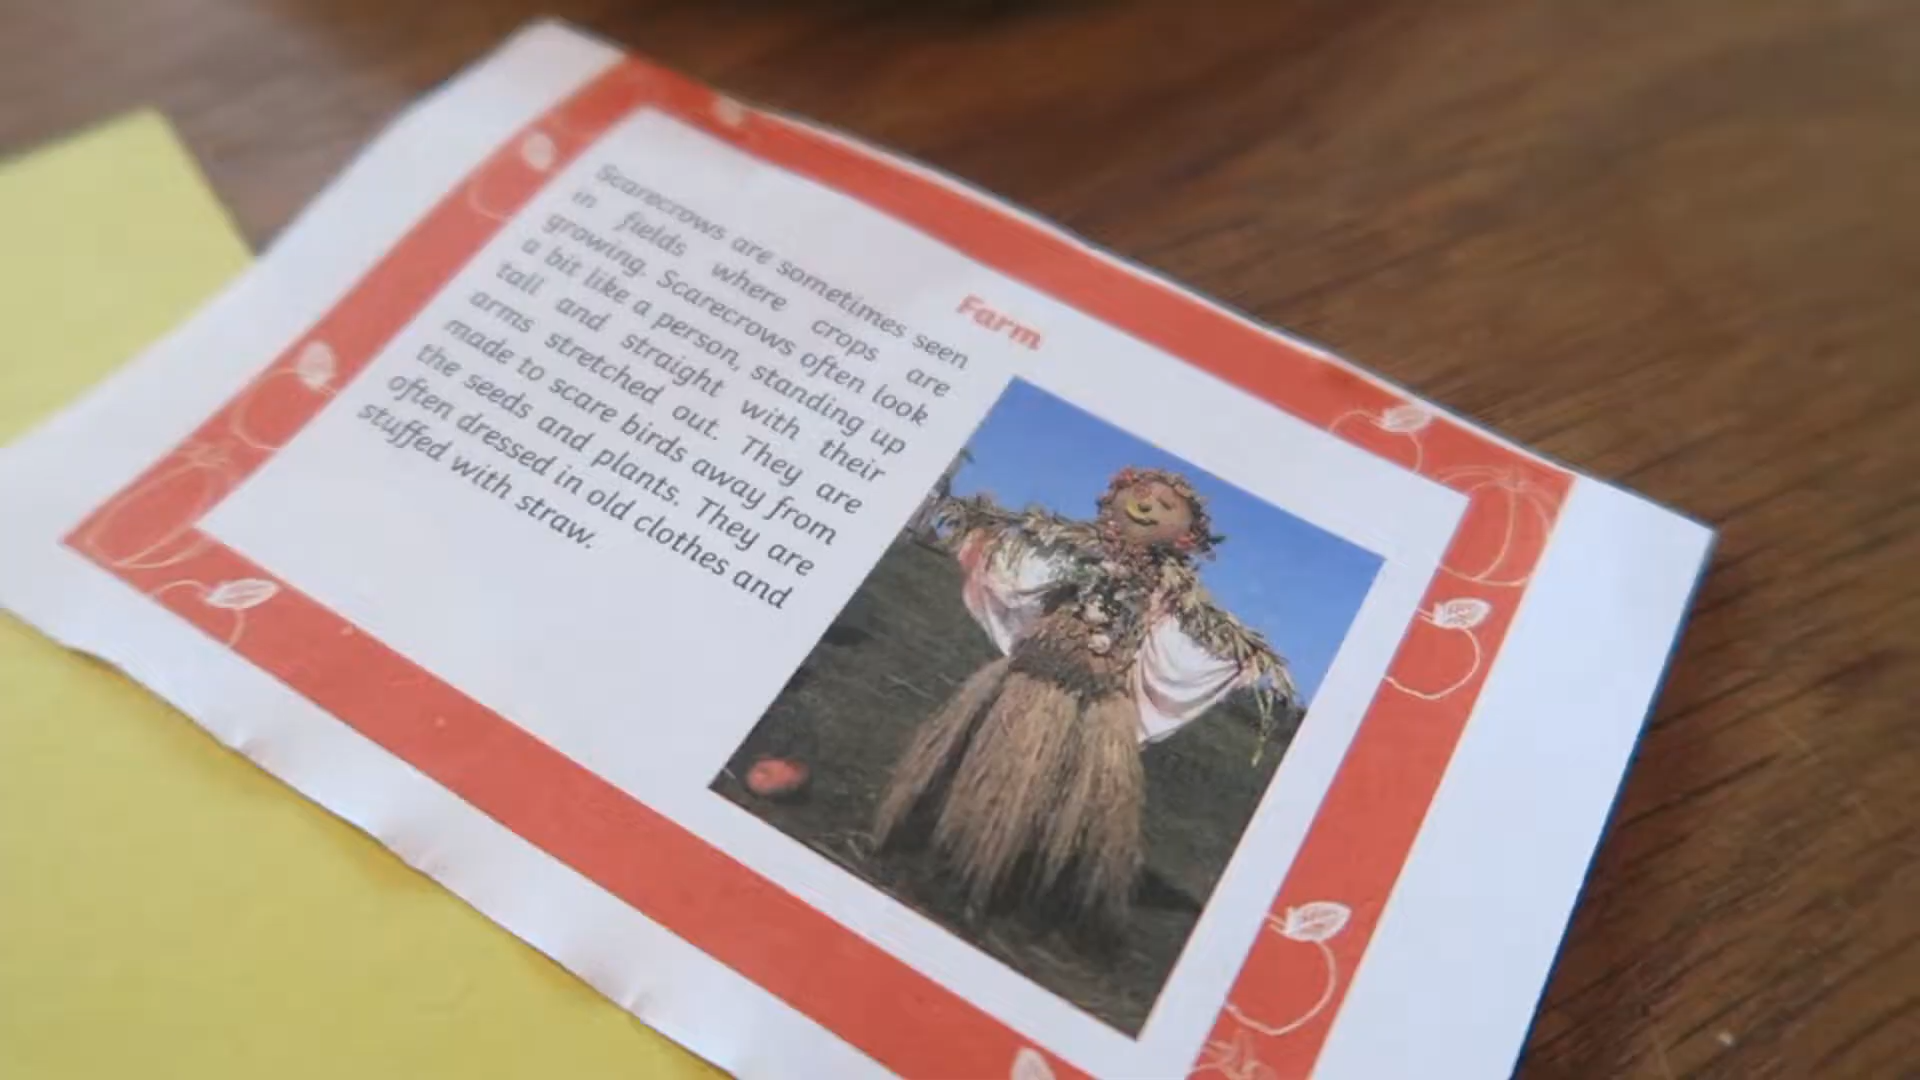 Farm
Scarecrows are sometimes seen
in fields where crops are
growing. Scarecrows often look
a bit like a person, standing up
tall and straight with their
arms stretched out. They are
made to scare birds away from
the seeds and plants. They are
often dressed in old clothes and
stuffed with straw.